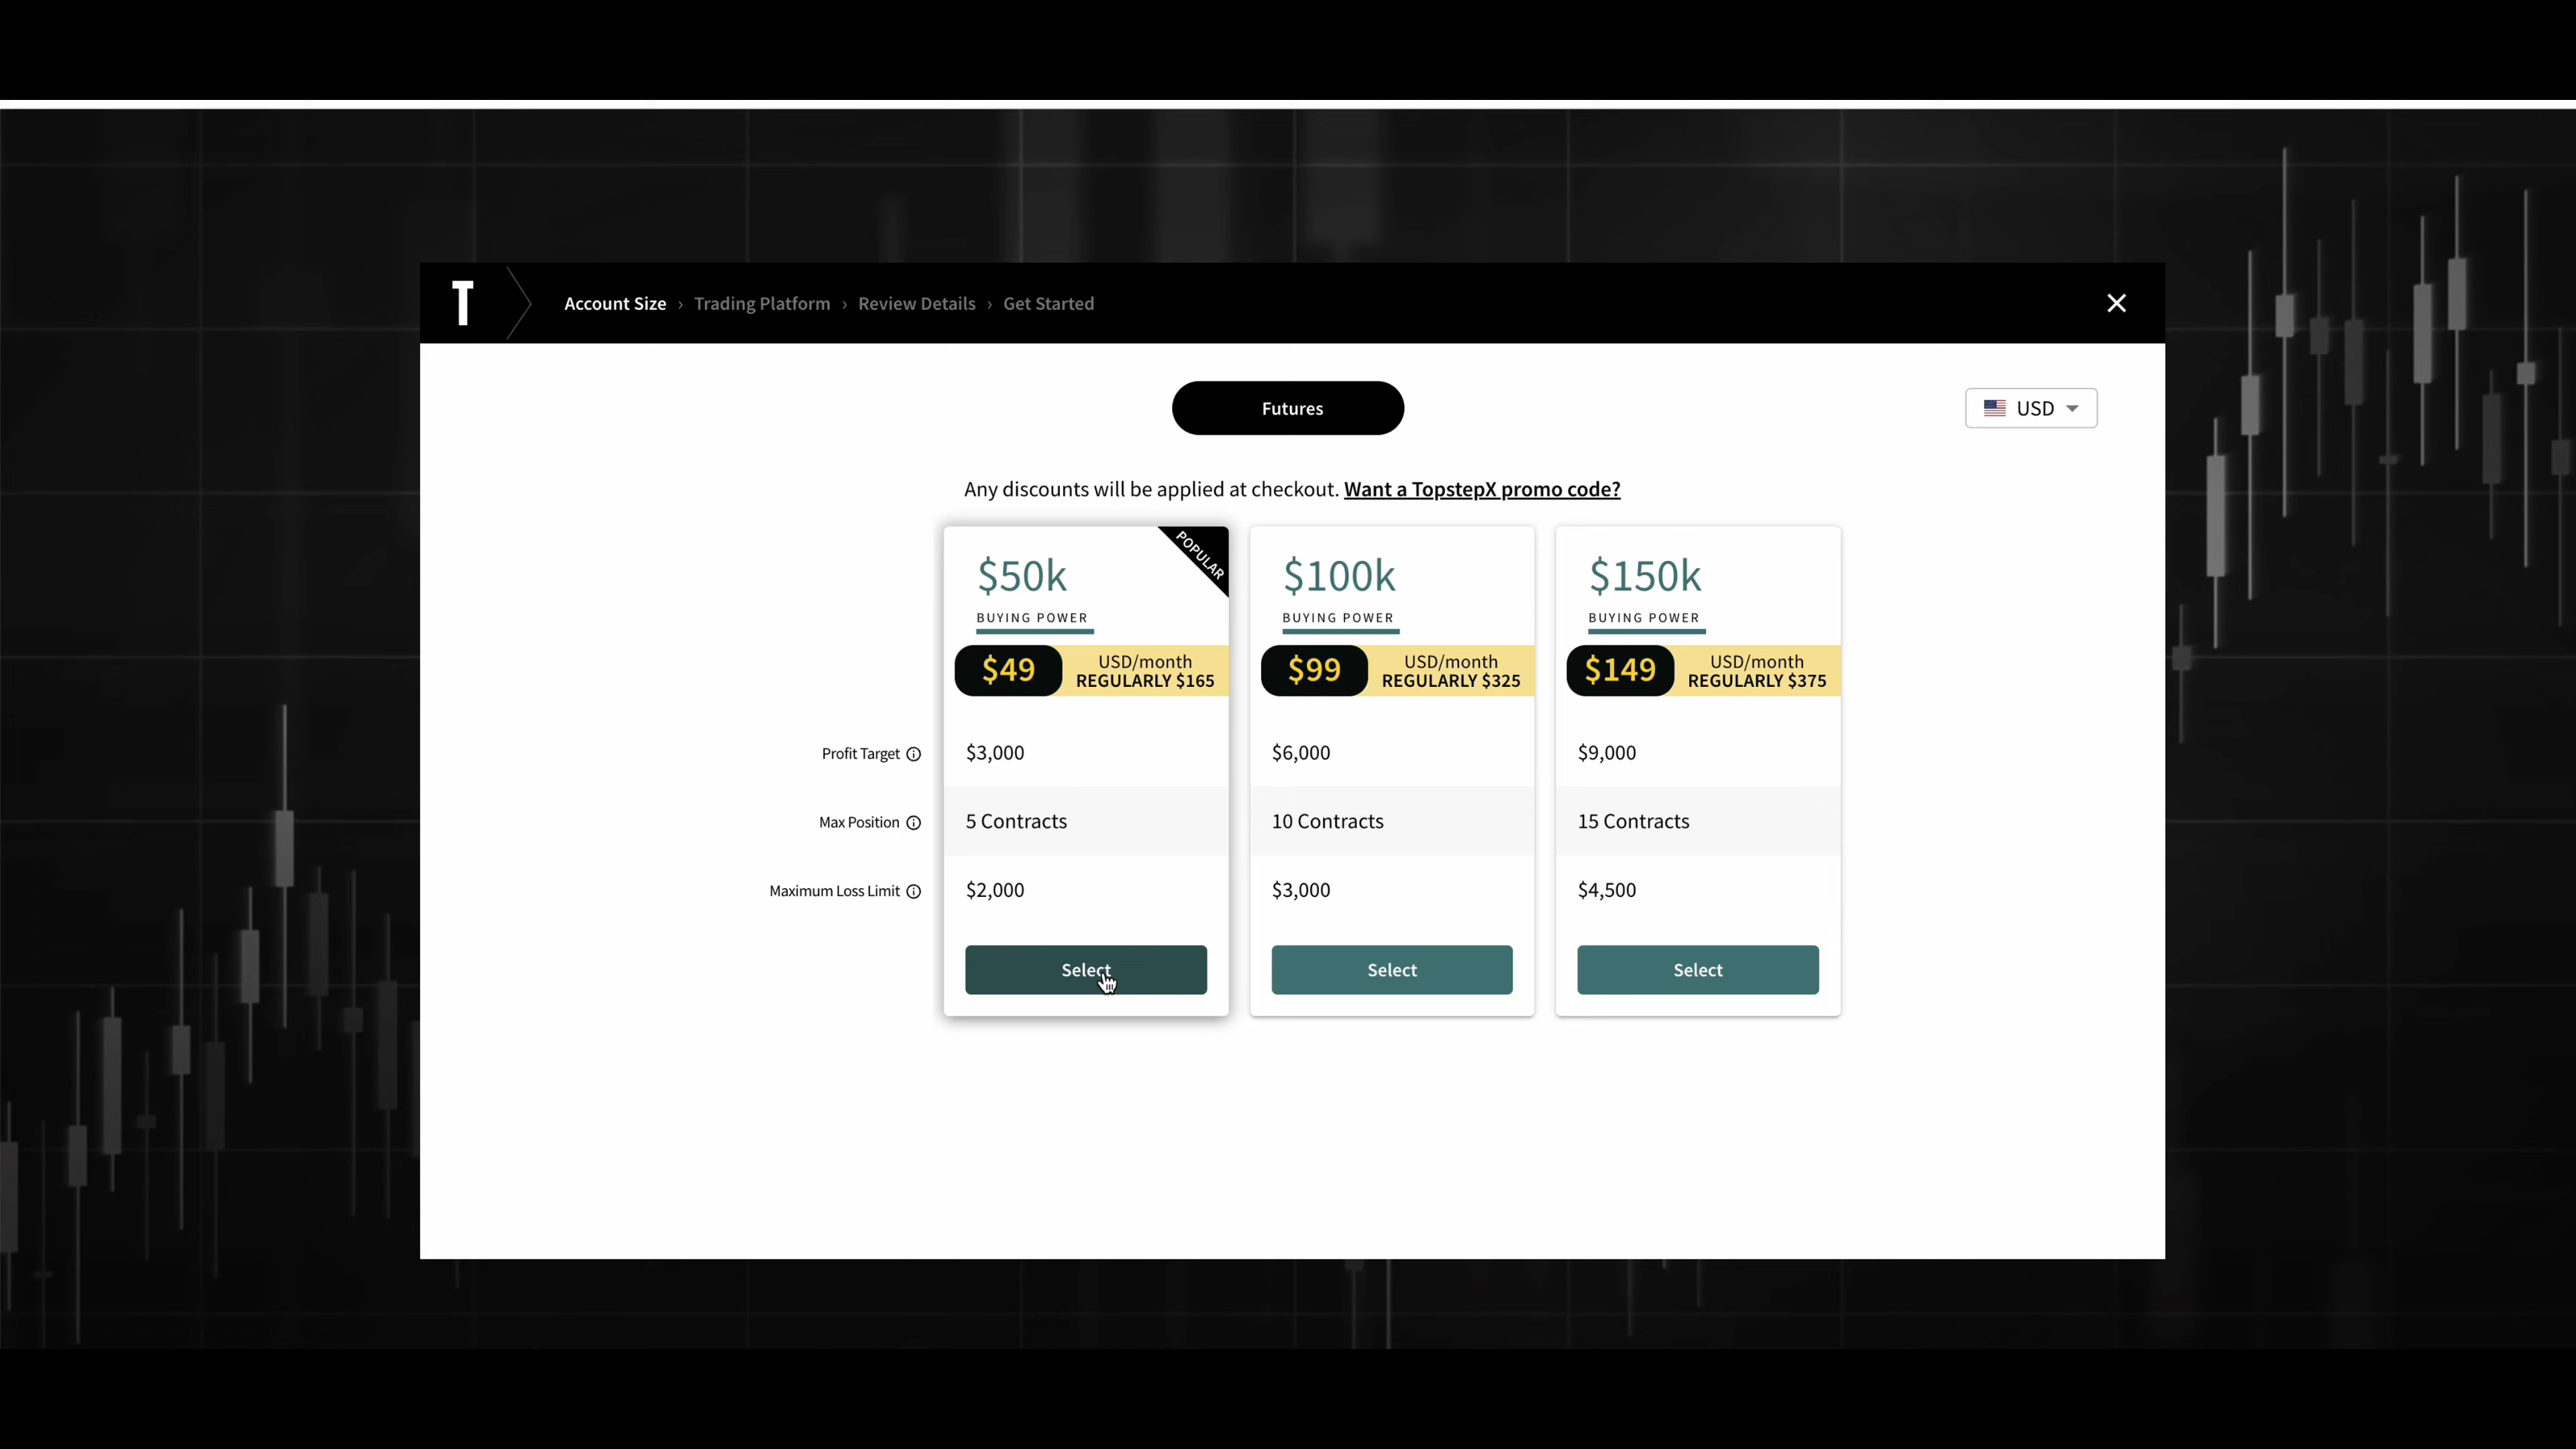 T
Account Size › Trading Platform › Review Details › Get Started
Futures
USD
Any discounts will be applied at checkout. Want a TopstepX promo code?
POPULAR
$50k
BUYING POWER
$49
USD/month
REGULARLY $165
$100k
BUYING POWER
$99
USD/month
REGULARLY $325
$150k
BUYING POWER
$149
USD/month
REGULARLY $375
Profit Target $3,000 $6,000 $9,000
Max Position 5 Contracts 10 Contracts 15 Contracts
Maximum Loss Limit $2,000 $3,000 $4,500
Select Select Select